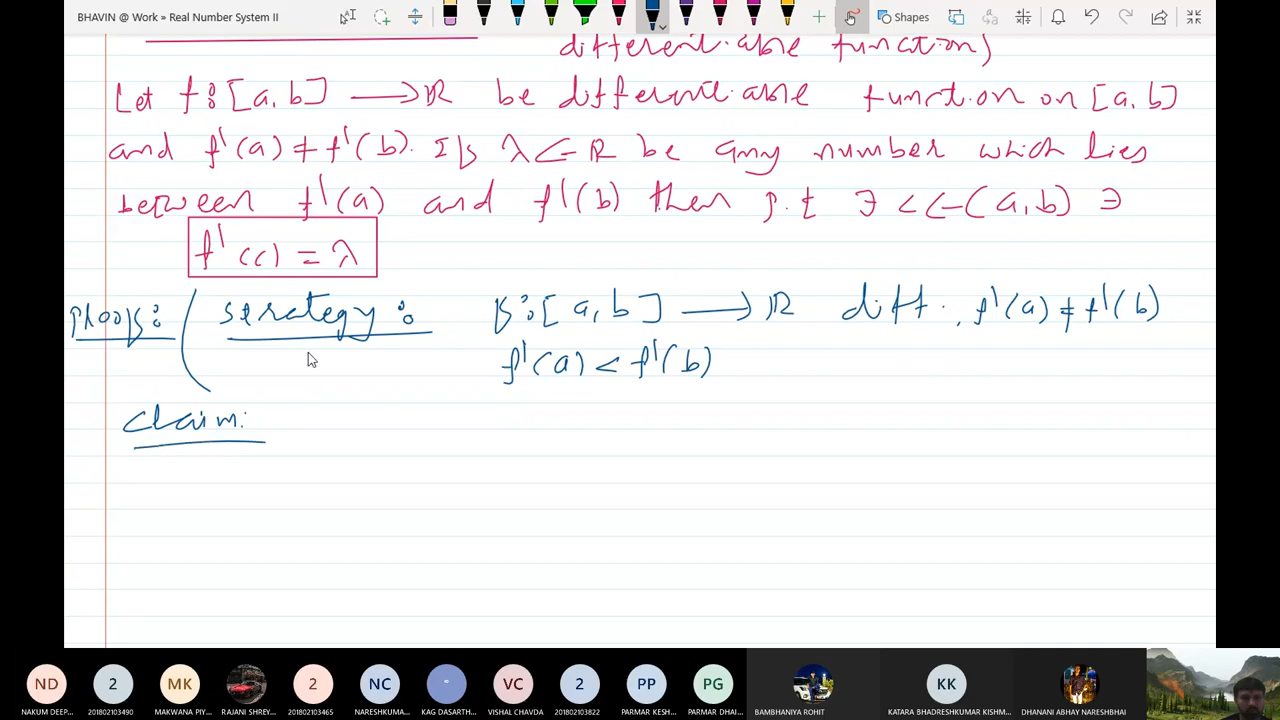 BHAVIN @ Work » Real Number System II
Shapes
differentiable function)
Let f:[a,b] ⟶ R be differentiable function on [a,b]
and f'(a) ≠ f'(b). If λ ∈ R be any number which lies
between f'(a) and f'(b) then p.t ∃ c ∈ (a,b) ∋
f'(c) = λ
Proof: ( Strategy: f:[a,b] ⟶ R diff., f'(a) ≠ f'(b)
f'(a) < f'(b)
Claim:
ND 2 MK 2 NC VC 2 PP PG KK
NAKUM DEEP... 201802103490 MAKWANA PIY... RAJANI SHREY... 201802103465 NARESHKUMA... KAG DASARTH... VISHAL CHAVDA 201802103822 PARMAR KESH... PARMAR DHAI... BAMBHANIYA ROHIT KATARA BHADRESHKUMAR KISHM... DHANANI ABHAY NARESHBHAI